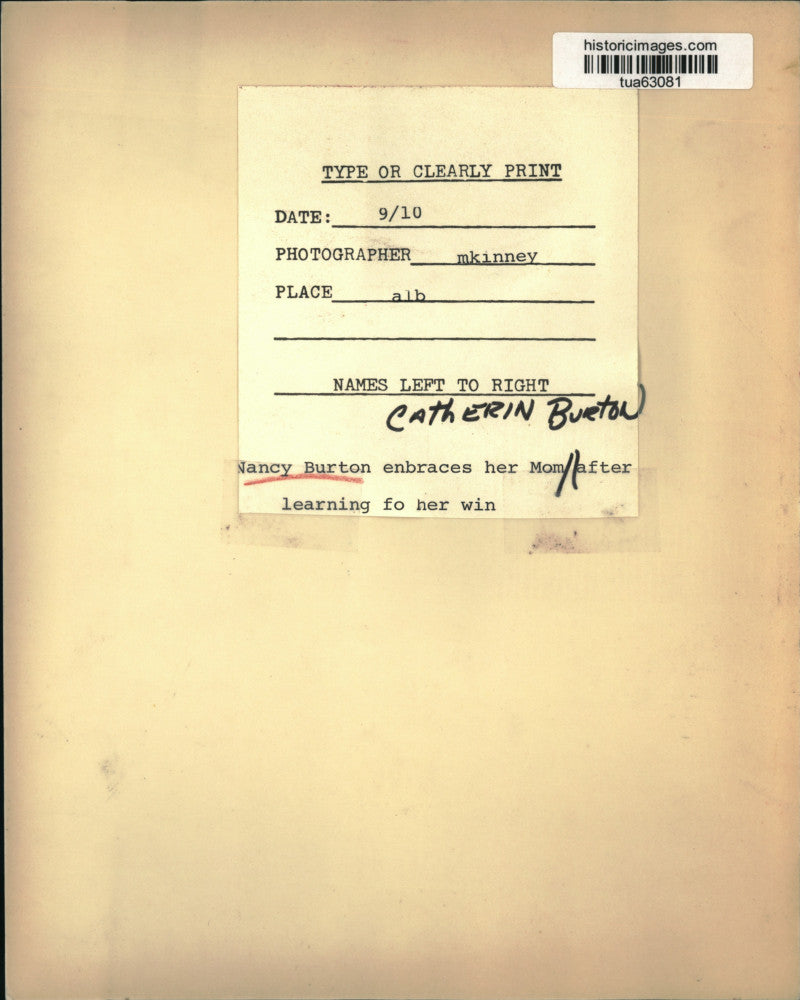 historicimages.com
tua63081
TYPE OR CLEARLY PRINT
DATE: 9/10
PHOTOGRAPHER mkinney
PLACE alb
NAMES LEFT TO RIGHT
CAthERIN BURTON
Nancy Burton enbraces her Mom // after
learning fo her win